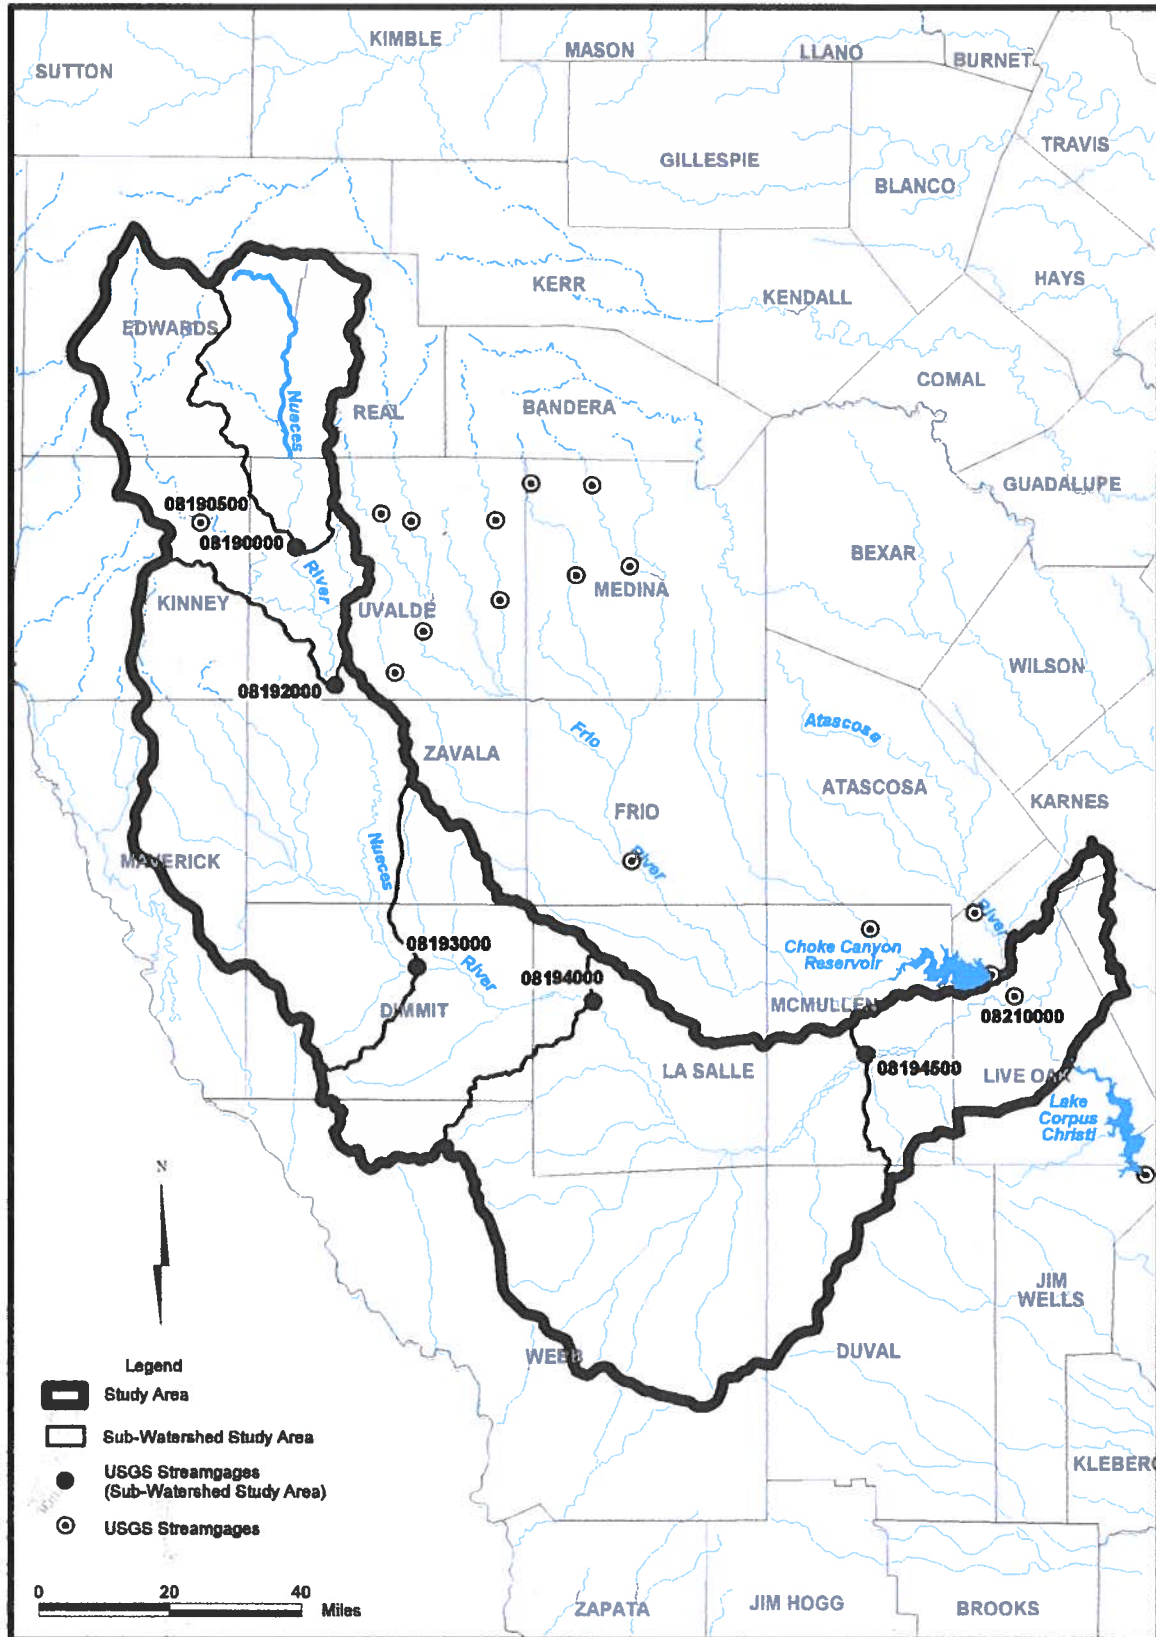 KIMBLE
MASON
LLANO
BURNET
SUTTON
TRAVIS
GILLESPIE
BLANCO
HAYS
KERR
KENDALL
EDWARDS
COMAL
Nueces
REAL
BANDERA
GUADALUPE
08190500
08190000
BEXAR
River
KINNEY
UVALDE
MEDINA
WILSON
08192000
Frio
Atascosa
ZAVALA
ATASCOSA
KARNES
FRIO
MAVERICK
Nueces
River
River
08193000
River
08194000
Choke Canyon
Reservoir
DIMMIT
MCMULLEN
08210000
LA SALLE
08194500
LIVE OAK
Lake
Corpus
Christi
N
JIM
WELLS
WEBB
DUVAL
Legend
Study Area
Sub-Watershed Study Area
USGS Streamgages
(Sub-Watershed Study Area)
USGS Streamgages
KLEBERG
0 20 40
Miles
ZAPATA
JIM HOGG
BROOKS